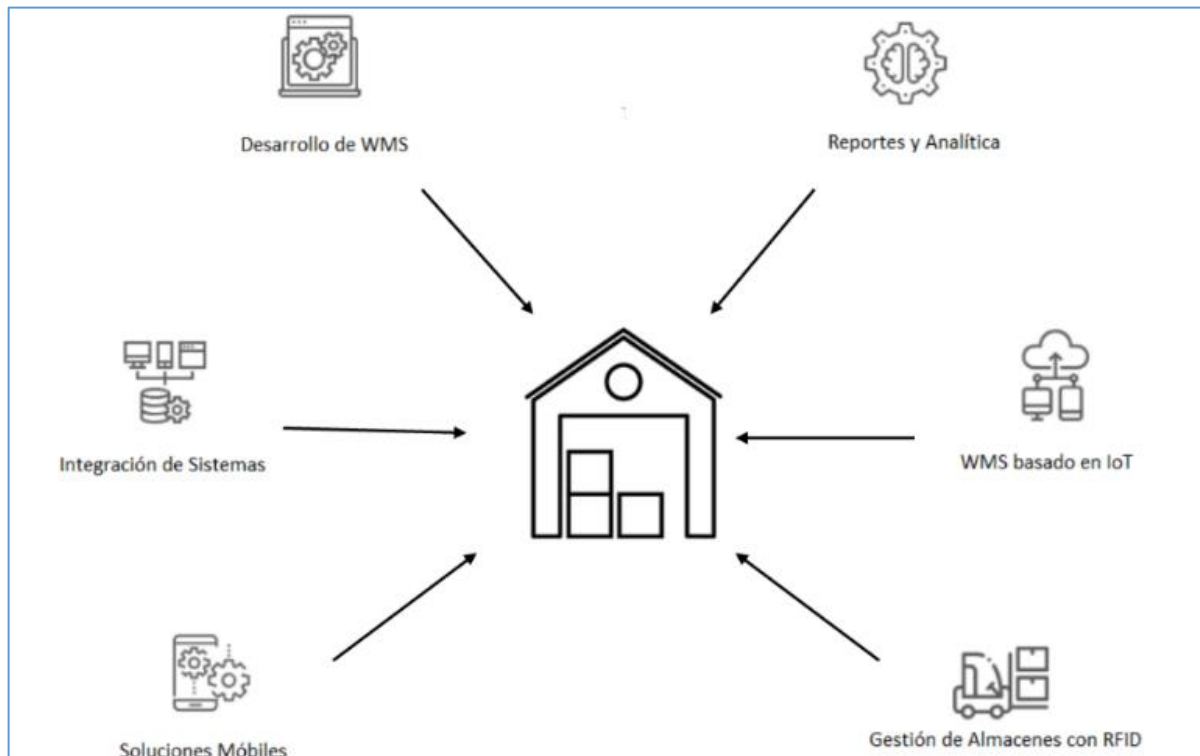 Desarrollo de WMS
Reportes y Analítica
Integración de Sistemas
WMS basado en IoT
Soluciones Móbiles
Gestión de Almacenes con RFID